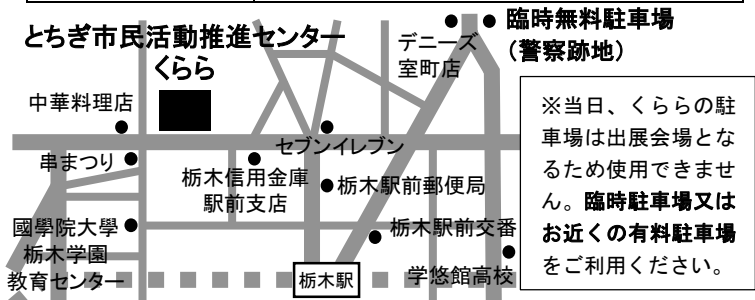 とちぎ市民活動推進センター
くらら
デニーズ
室町店
臨時無料駐車場
（警察跡地）
中華料理店
セブンイレブン
串まつり
栃木信用金庫
駅前支店
栃木駅前郵便局
國學院大學
栃木学園
教育センター
栃木駅前交番
栃木駅
学悠館高校
※当日、くららの駐
車場は出展会場とな
るため使用できませ
ん。臨時駐車場又は
お近くの有料駐車場
をご利用ください。